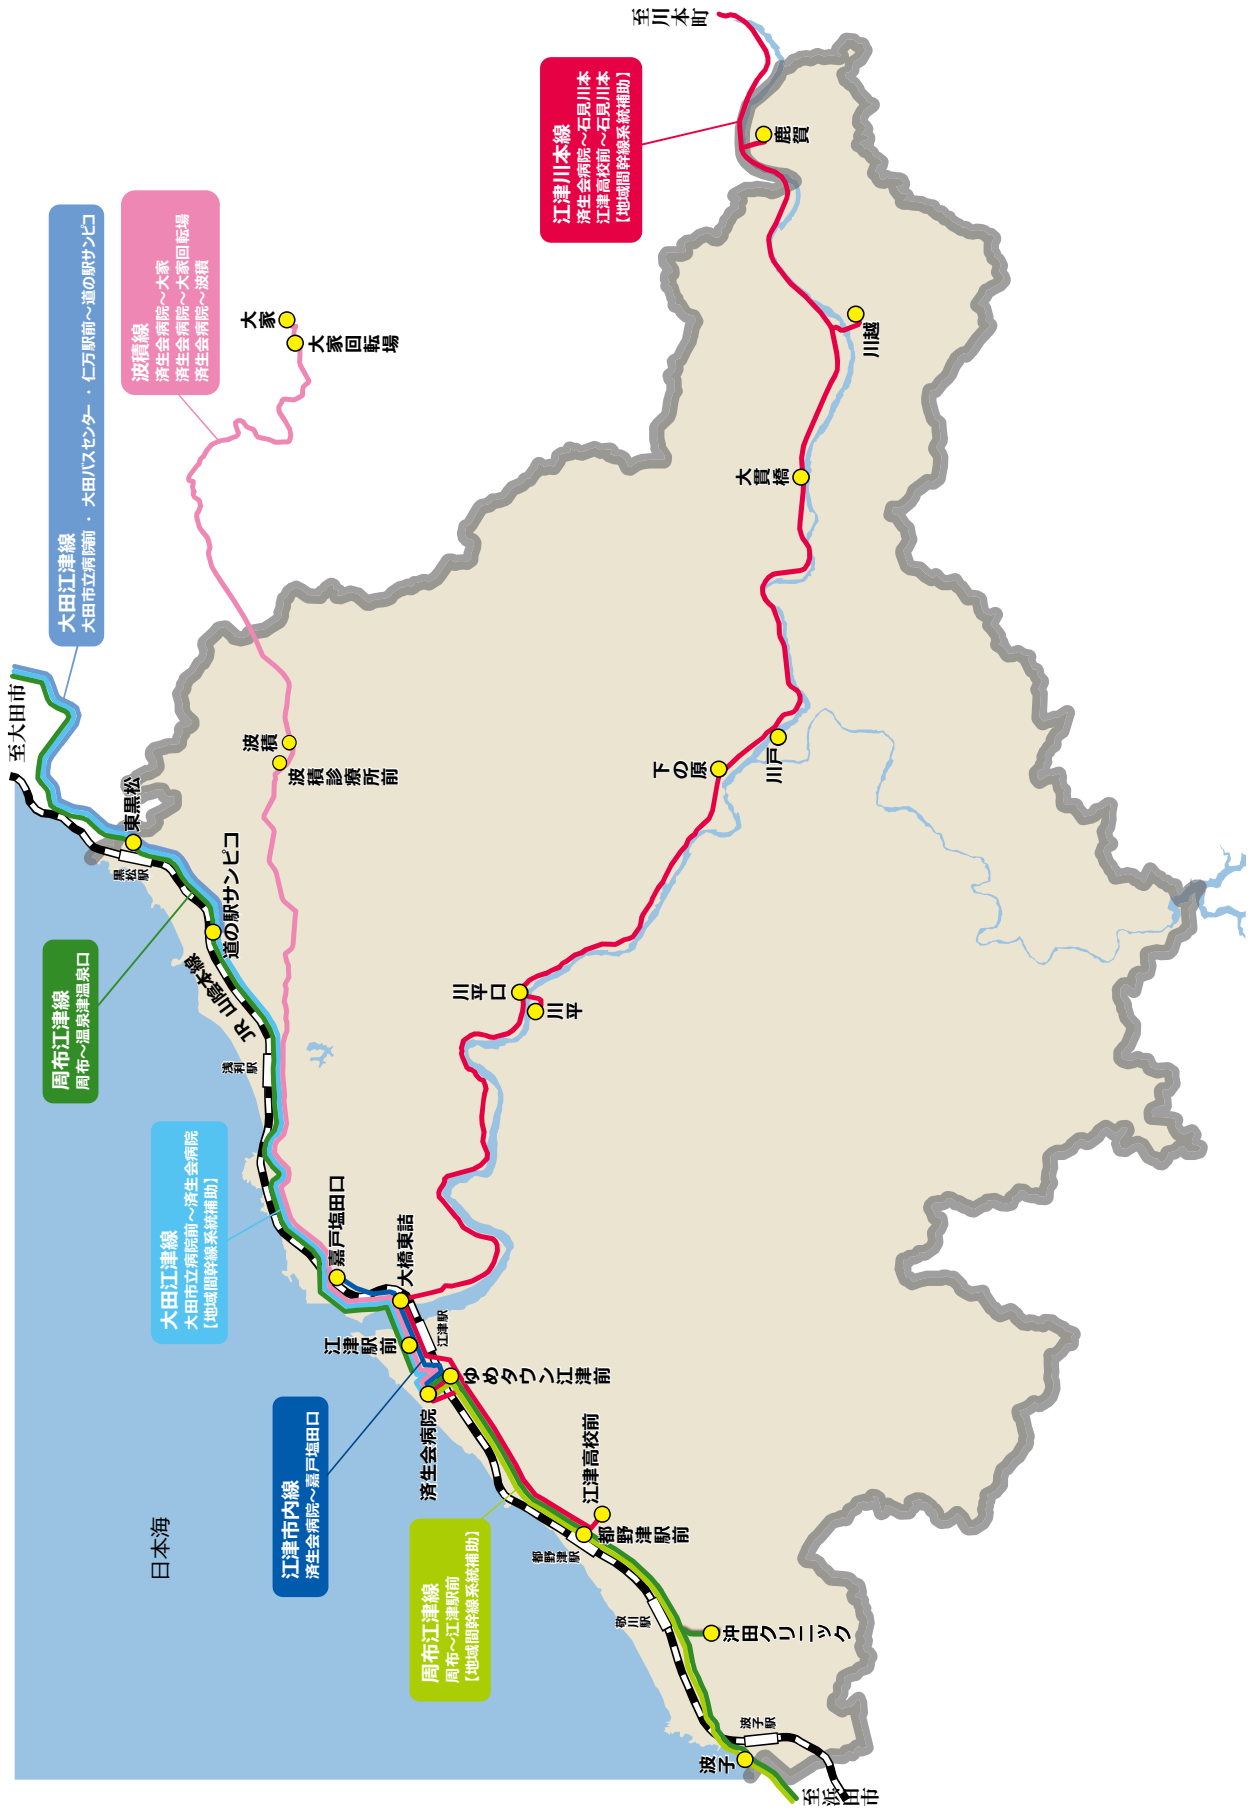 至川本町
江津川本線
済生会病院～石見川本
江津高校前～石見川本
【地域間幹線系統補助】
鹿賀
川越
大貫橋
波積線
済生会病院～大家
済生会病院～大家回転場
済生会病院～波積
大家
大家回転場
大田江津線
大田市立病院前 ・ 大田バスセンター ・ 仁万駅前～道の駅サンピコ
至大田市
東黒松
黒松駅
波積
波積診療所前
下の原
川戸
道の駅サンピコ
JR 山陰本線
周布江津線
周布～温泉津温泉口
浅利駅
川平口
川平
大田江津線
大田市立病院前～済生会病院
【地域間幹線系統補助】
嘉戸塩田口
大橋東詰
江津駅前
江津駅
ゆめタウン江津前
済生会病院
江津市内線
済生会病院～嘉戸塩田口
日本海
江津高校前
都野津駅前
都野津駅
周布江津線
周布～江津駅前
【地域間幹線系統補助】
敬川駅
沖田クリニック
波子駅
波子
至浜田市